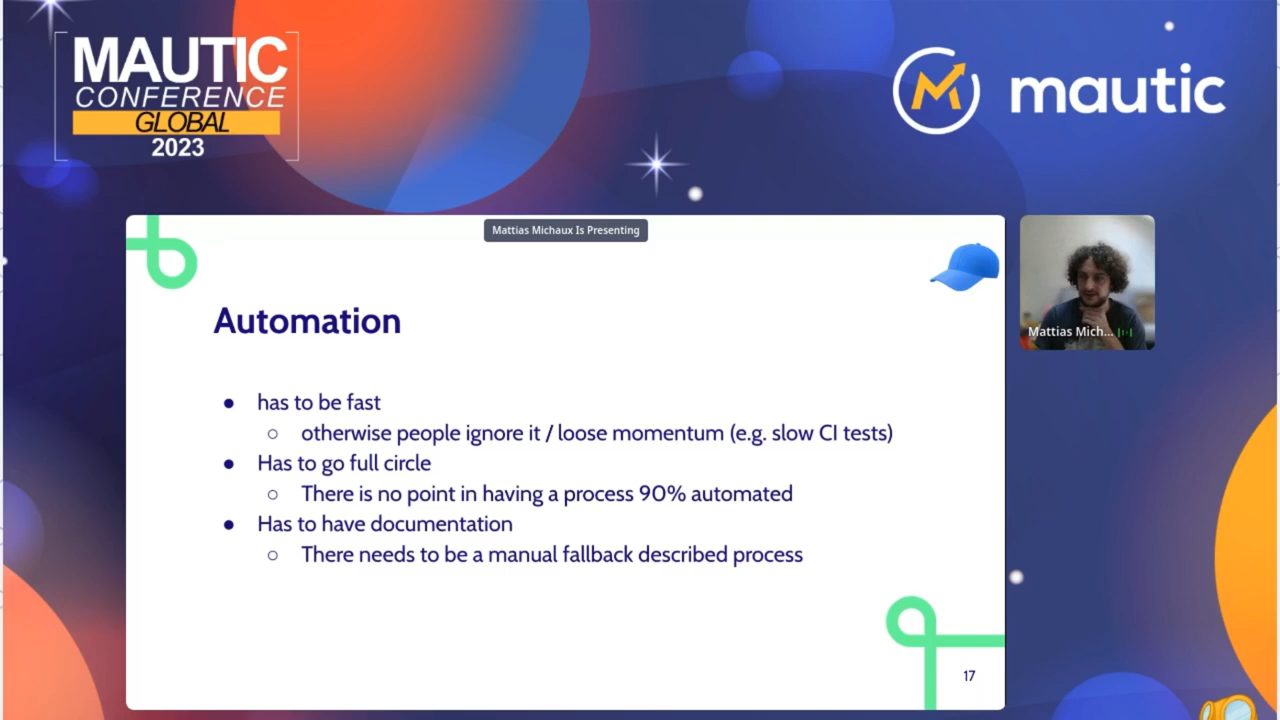 MAUTIC
CONFERENCE
GLOBAL
2023
mautic
Mattias Michaux Is Presenting
Automation
● has to be fast
○ otherwise people ignore it / loose momentum (e.g. slow CI tests)
● Has to go full circle
○ There is no point in having a process 90% automated
● Has to have documentation
○ There needs to be a manual fallback described process
17
Mattias Mich...